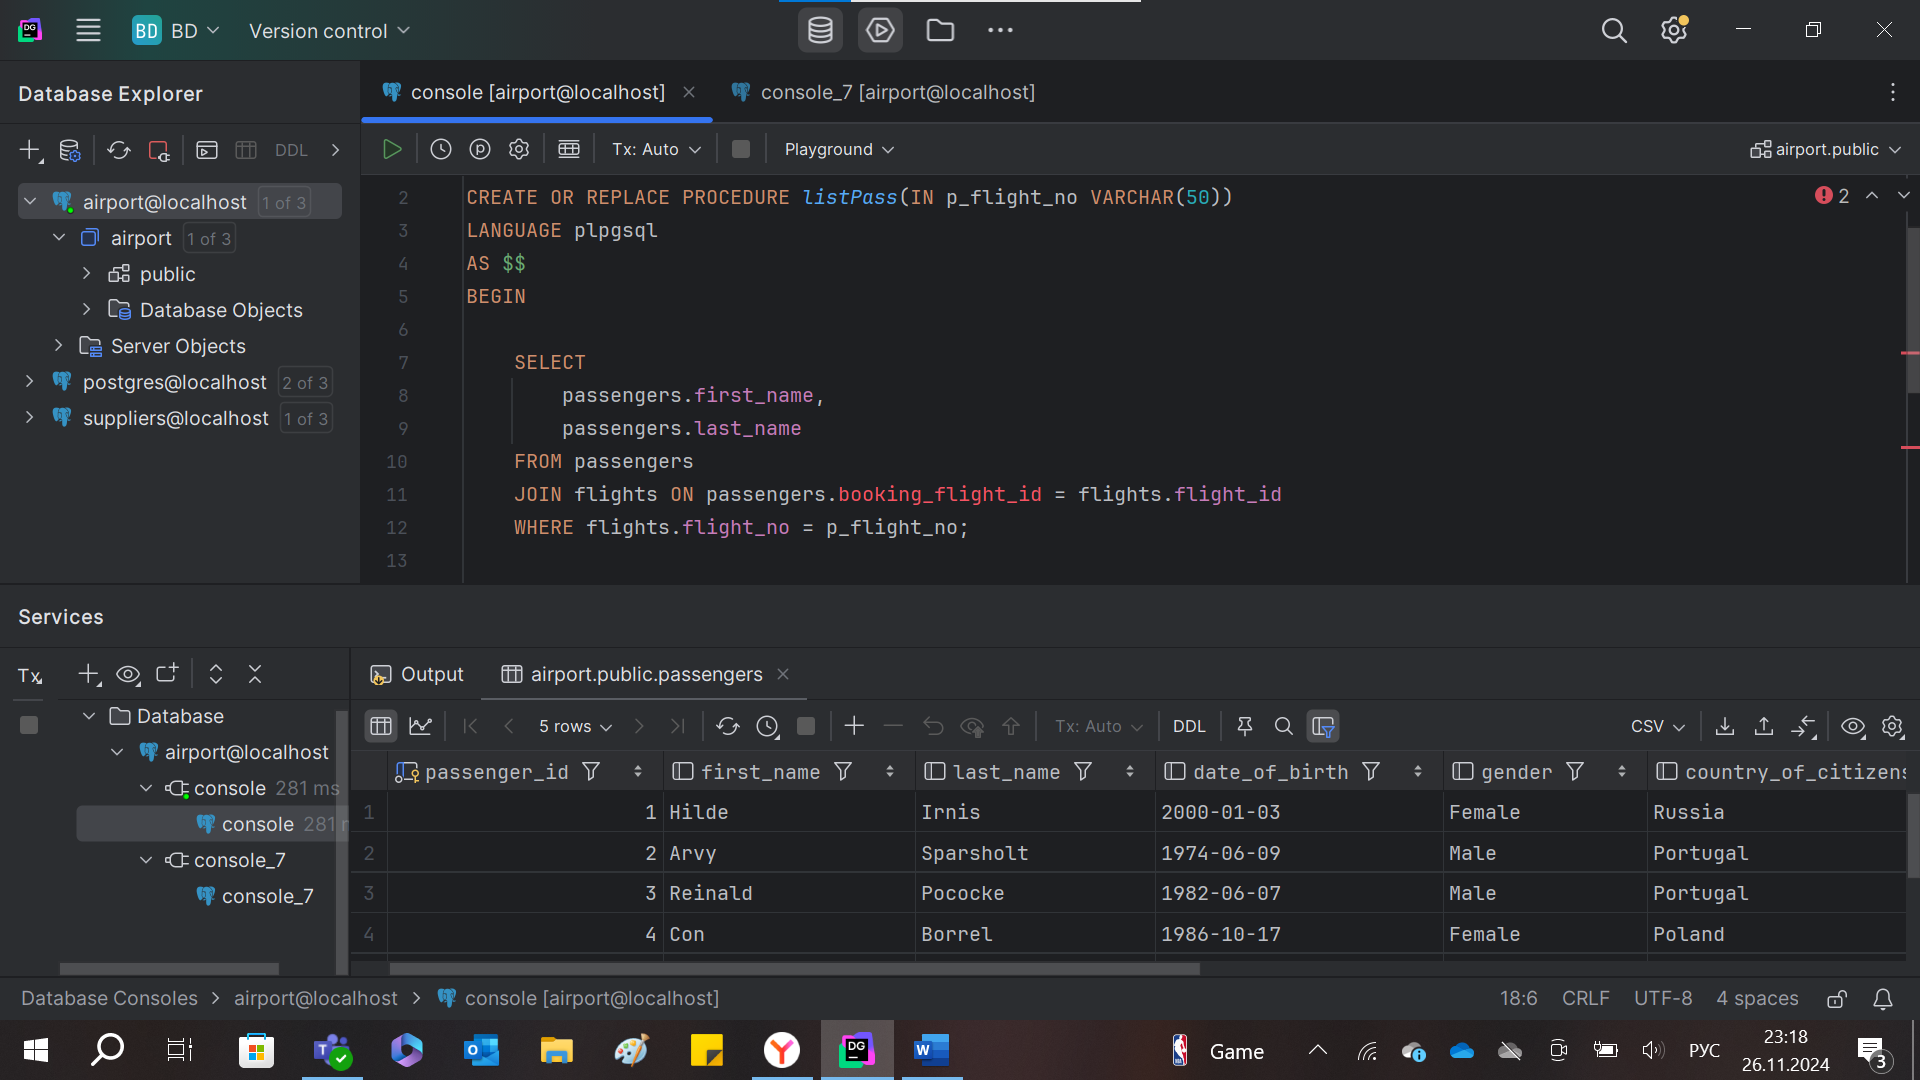 BD BD Version control
Database Explorer
console [airport@localhost]
console_7 [airport@localhost]
DDL
Tx: Auto
Playground
airport.public
airport@localhost 1 of 3
airport 1 of 3
public
Database Objects
Server Objects
postgres@localhost 2 of 3
suppliers@localhost 1 of 3
2 CREATE OR REPLACE PROCEDURE listPass(IN p_flight_no VARCHAR(50))
2
3 LANGUAGE plpgsql
4 AS $$
5 BEGIN
6
7 SELECT
8 passengers.first_name,
9 passengers.last_name
10 FROM passengers
11 JOIN flights ON passengers.booking_flight_id = flights.flight_id
12 WHERE flights.flight_no = p_flight_no;
13
Services
Tx
Database
airport@localhost
console 281 ms
console 281
console_7
console_7
Output
airport.public.passengers
5 rows
Tx: Auto
DDL
CSV
passenger_id first_name last_name date_of_birth gender country_of_citizens
1 1 Hilde Irnis 2000-01-03 Female Russia
2 2 Arvy Sparsholt 1974-06-09 Male Portugal
3 3 Reinald Pococke 1982-06-07 Male Portugal
4 4 Con Borrel 1986-10-17 Female Poland
Database Consoles > airport@localhost > console [airport@localhost]
18:6 CRLF UTF-8 4 spaces
Game
РУС
23:18
26.11.2024
3